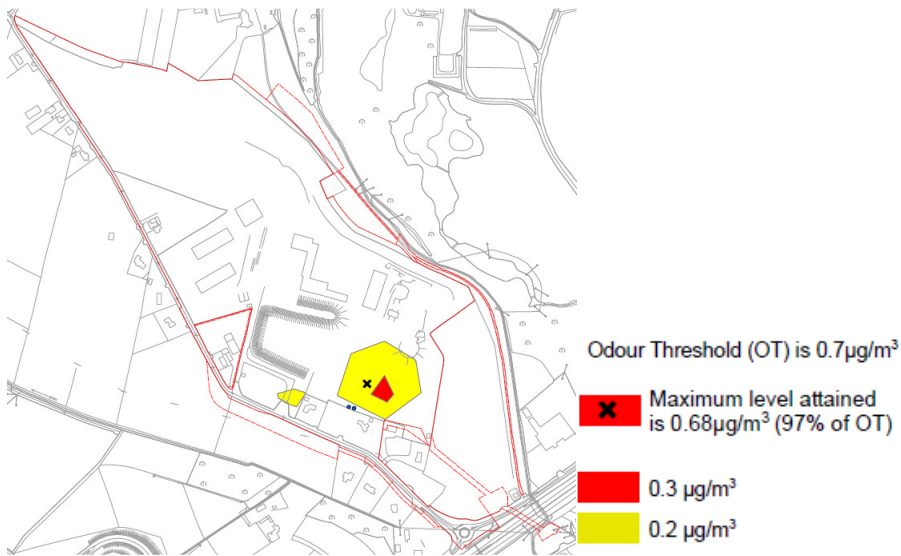 Odour Threshold (OT) is 0.7µg/m³
Maximum level attained
is 0.68µg/m³ (97% of OT)
0.3 µg/m³
0.2 µg/m³